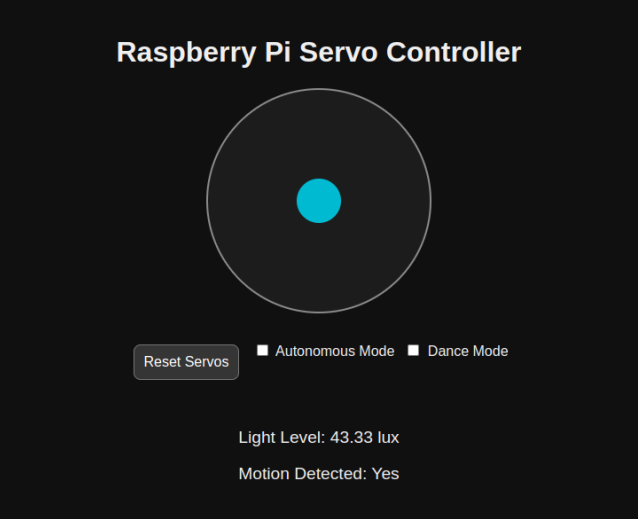 Raspberry Pi Servo Controller
Reset Servos Autonomous Mode Dance Mode
Light Level: 43.33 lux
Motion Detected: Yes